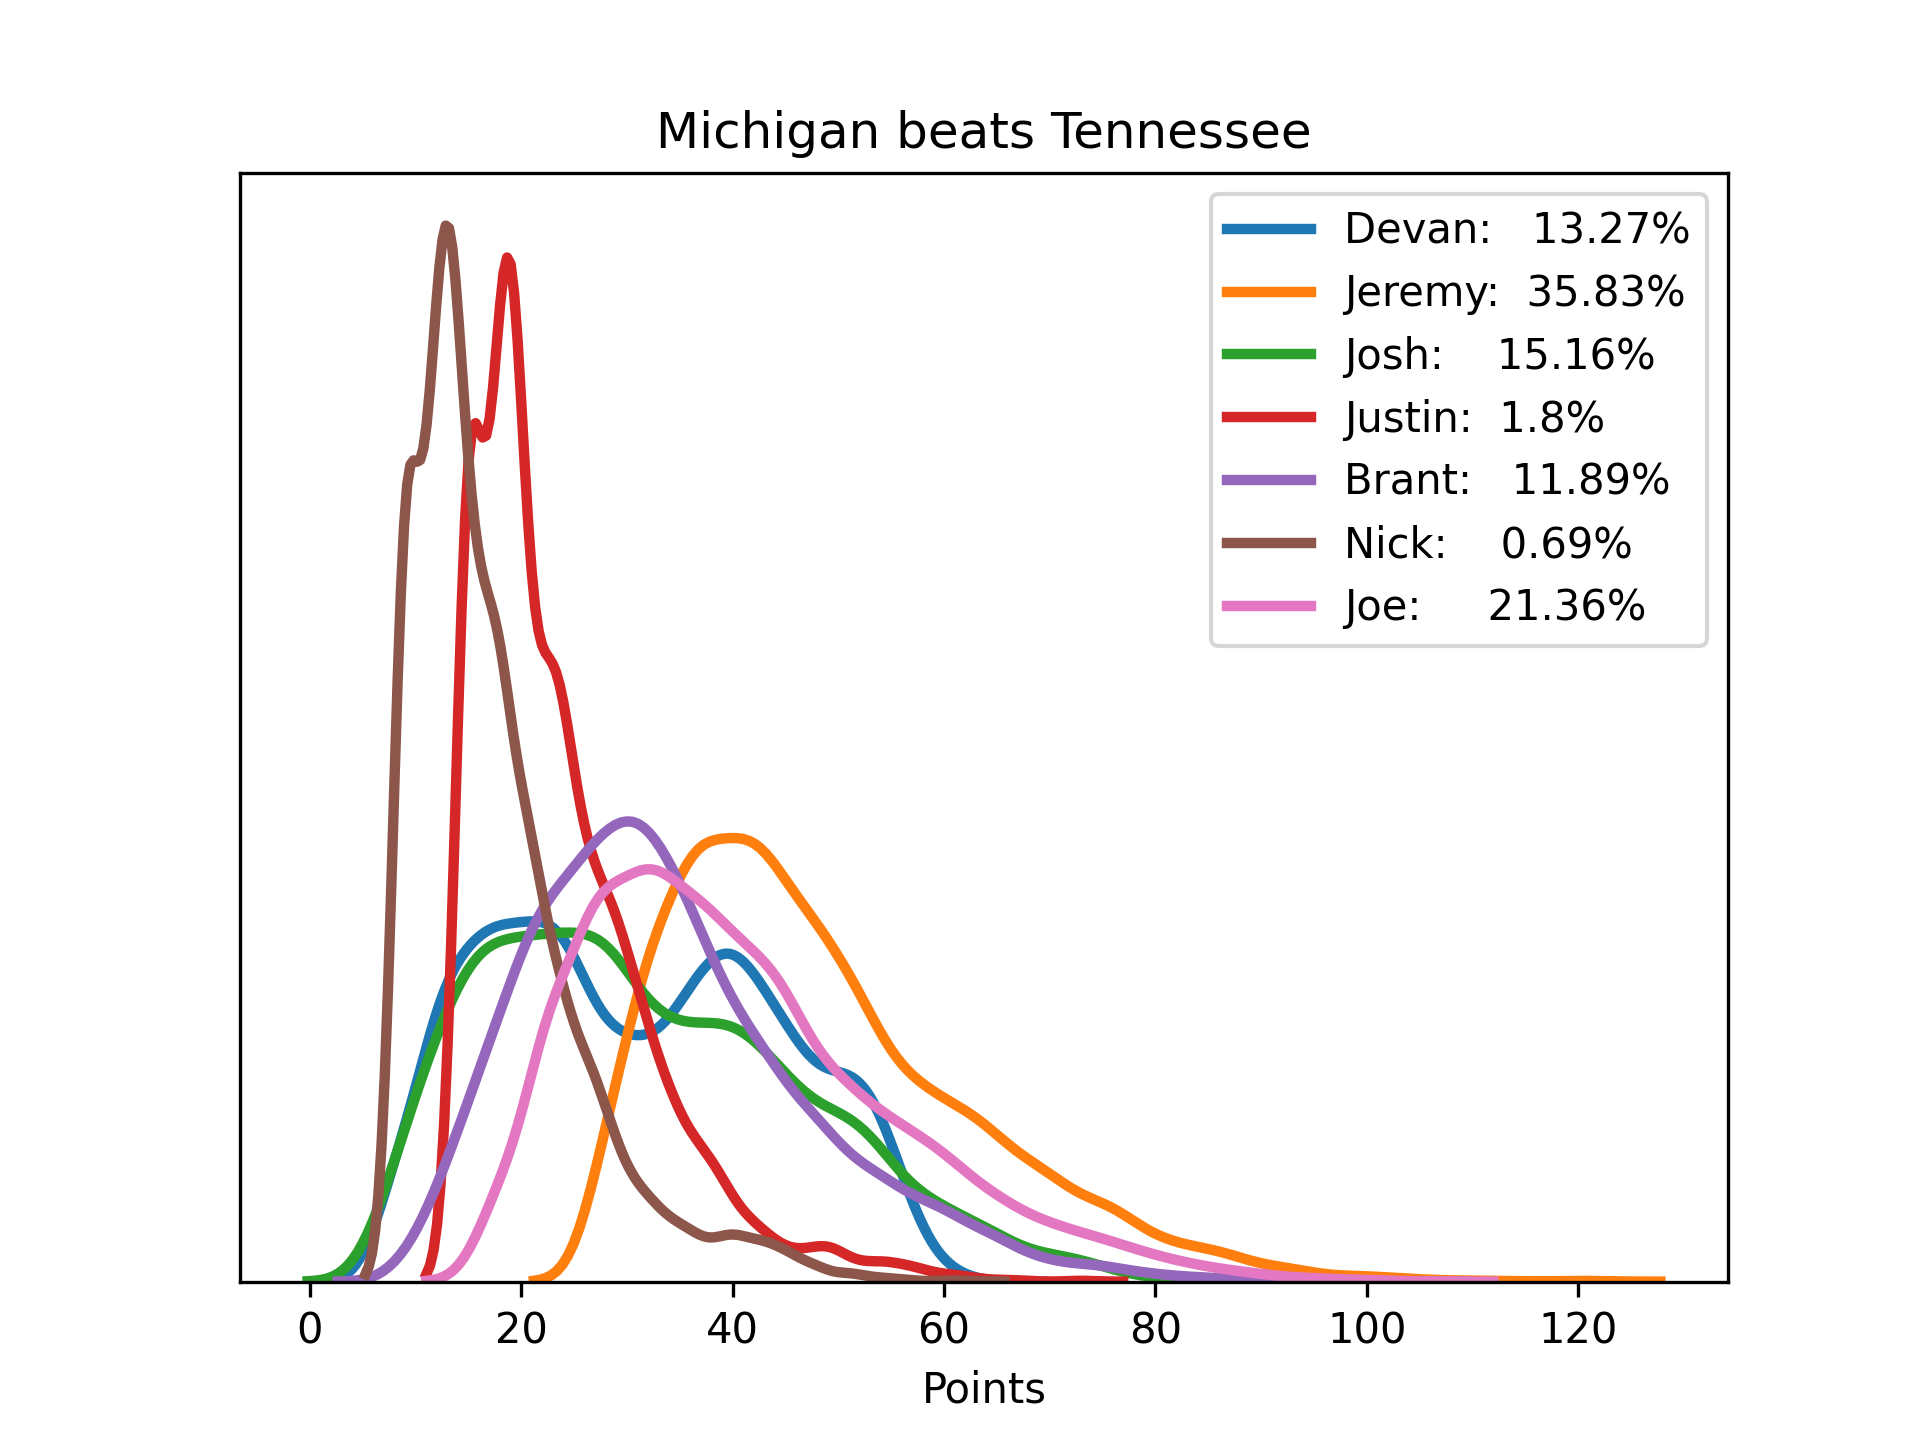 Michigan beats Tennessee
Devan: 13.27%
Jeremy: 35.83%
Josh: 15.16%
Justin: 1.8%
Brant: 11.89%
Nick: 0.69%
Joe: 21.36%
0 20 40 60 80 100 120
Points